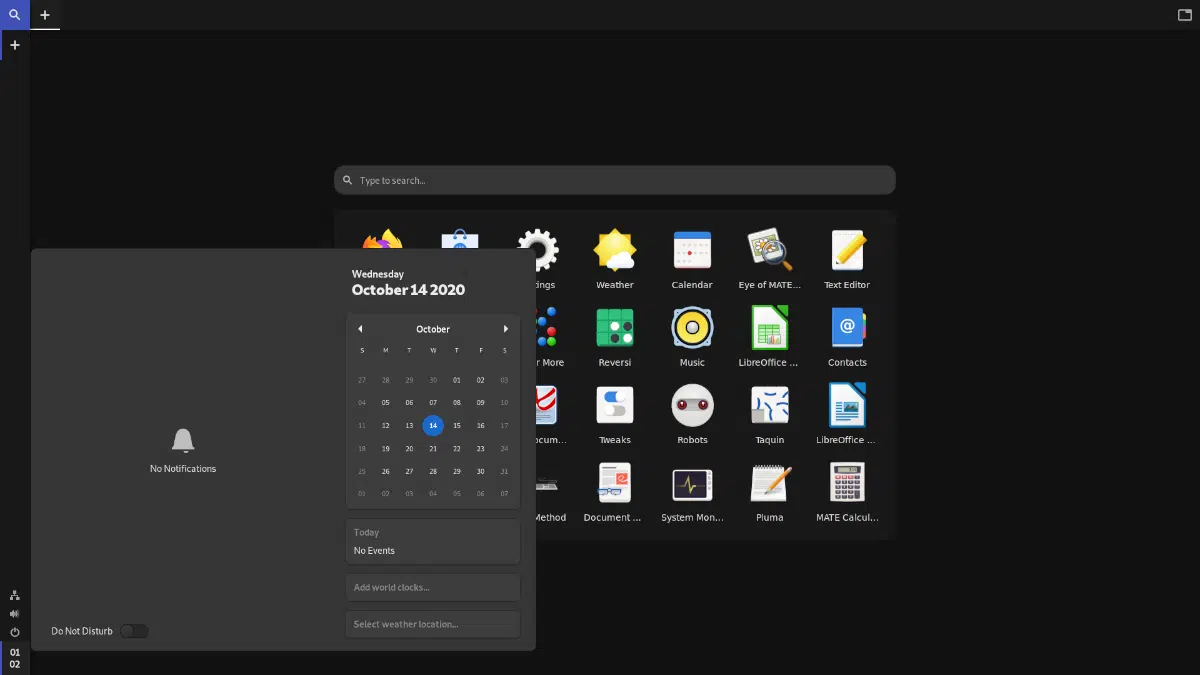 Type to search...
tings
Weather
Calendar
Eye of MATE...
Text Editor
r More
Reversi
Music
LibreOffice ...
Contacts
@
ocum...
Tweaks
Robots
Taquin
LibreOffice ...
Method
Document ...
System Mon...
Pluma
MATE Calcul...
Wednesday
October 14 2020
October
S M T W T F S
27 28 29 30 01 02 03
04 05 06 07 08 09 10
11 12 13 14 15 16 17
18 19 20 21 22 23 24
25 26 27 28 29 30 31
01 02 03 04 05 06 07
No Notifications
Today
No Events
Add world clocks...
Select weather location...
Do Not Disturb
01
02